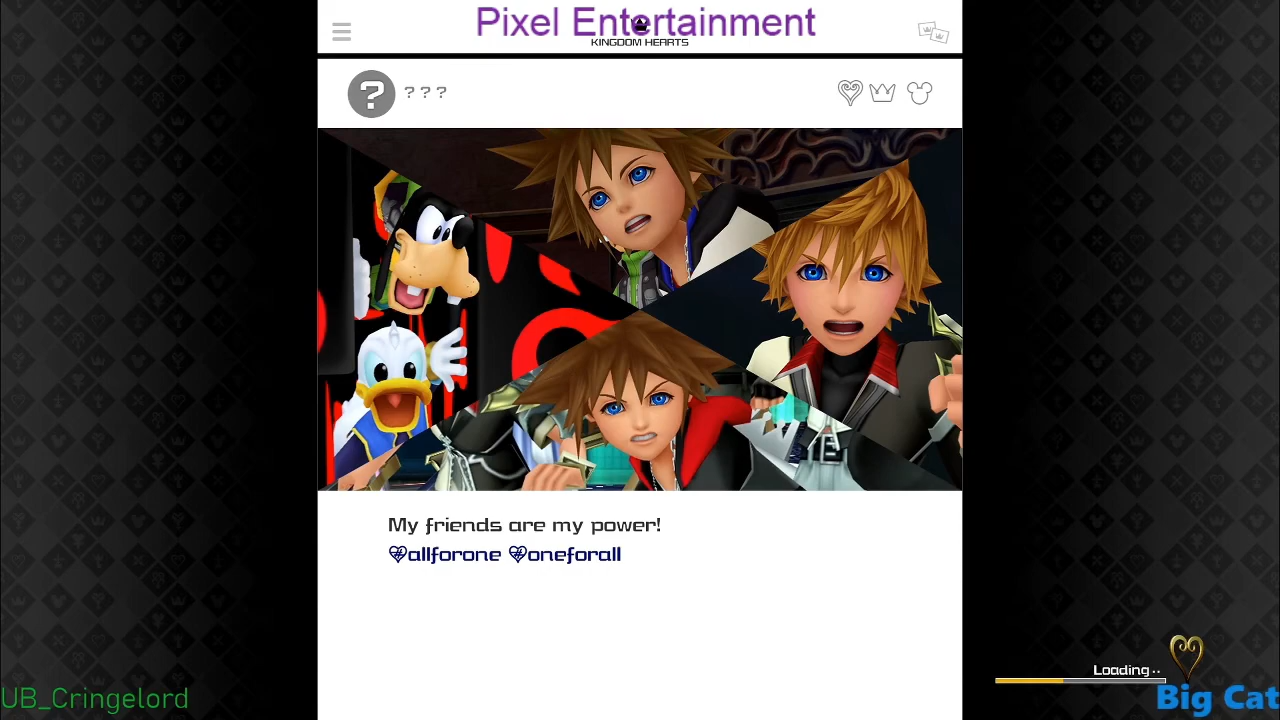 Pixel Entertainment
KINGDOM HEARTS
? ? ? ?
My friends are my power!
#allforone #oneforall
Loading..
UB_Cringelord
Big Cat